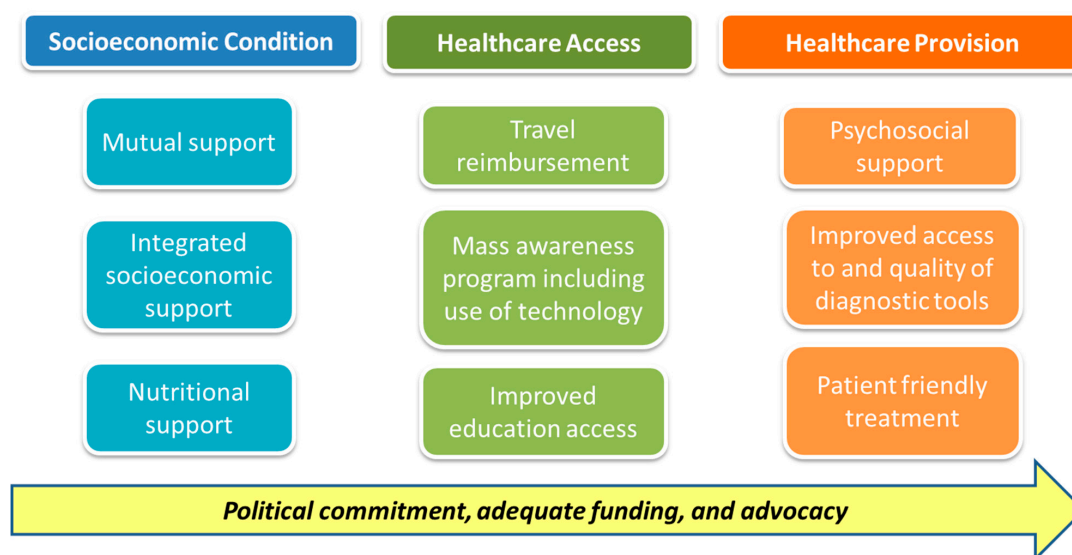 Socioeconomic Condition
Healthcare Access
Healthcare Provision
Mutual support
Travel
reimbursement
Psychosocial
support
Integrated
socioeconomic
support
Mass awareness
program including
use of technology
Improved access
to and quality of
diagnostic tools
Nutritional
support
Improved
education access
Patient friendly
treatment
Political commitment, adequate funding, and advocacy